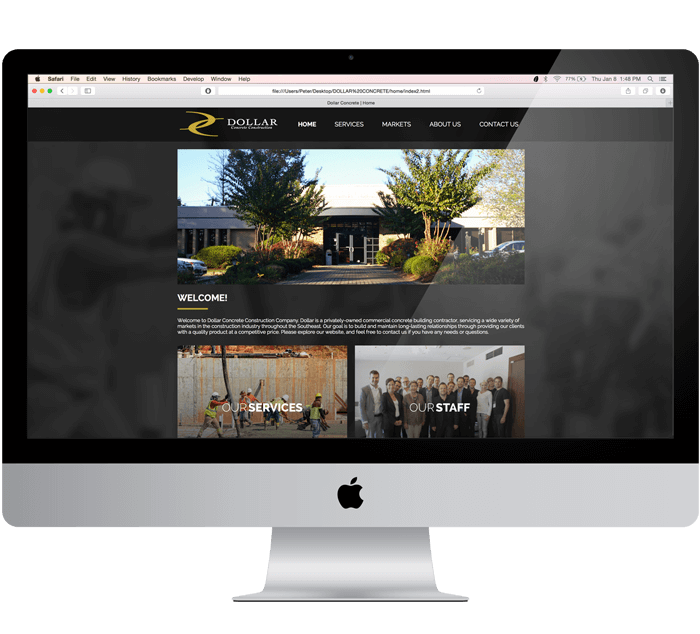 Safari File Edit View History Bookmarks Develop Window Help 77% Thu Jan 8 1:48 PM
file:///Users/Peter/Desktop/DOLLAR%20CONCRETE/home/index2.html
Dollar Concrete | Home
DOLLAR
Concrete Construction
HOME SERVICES MARKETS ABOUT US CONTACT US
WELCOME!
Welcome to Dollar Concrete Construction Company. Dollar is a privately-owned commercial concrete building contractor, servicing a wide variety of
markets in the construction industry throughout the Southeast. Our goal is to build and maintain long-lasting relationships through providing our clients
with a quality product at a competitive price. Please explore our website, and feel free to contact us if you have any needs or questions.
OUR SERVICES
OUR STAFF